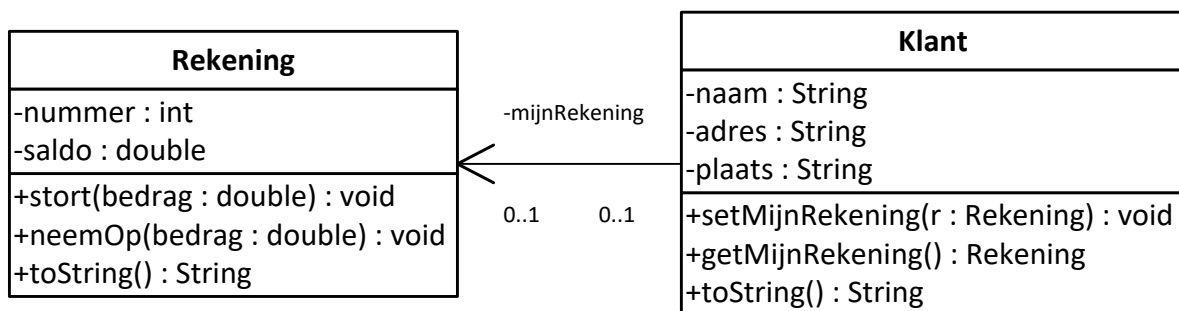 Rekening
-nummer : int
-saldo : double
+stort(bedrag : double) : void
+neemOp(bedrag : double) : void
+toString() : String
-mijnRekening
0..1 0..1
Klant
-naam : String
-adres : String
-plaats : String
+setMijnRekening(r : Rekening) : void
+getMijnRekening() : Rekening
+toString() : String